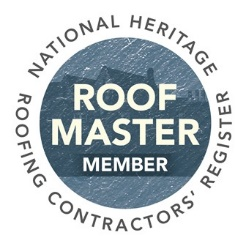 NATIONAL HERITAGE
ROOF
MASTER
MEMBER
ROOFING CONTRACTORS' REGISTER